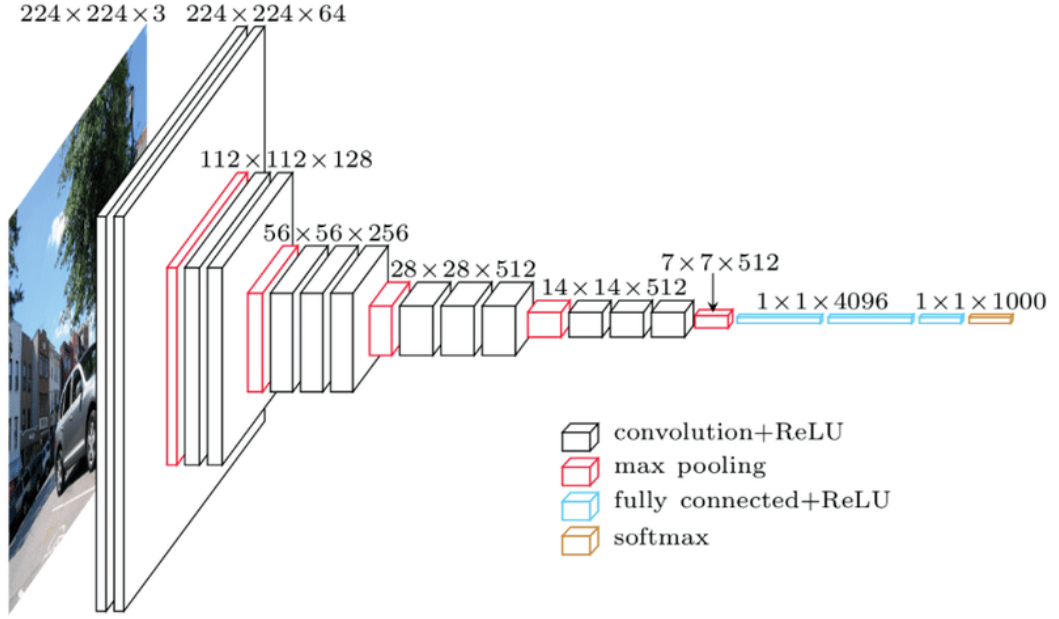 224×224×3
224×224×64
112×112×128
56×56×256
28×28×512
14×14×512
7×7×512
1×1×4096
1×1×1000
convolution+ReLU
max pooling
fully connected+ReLU
softmax